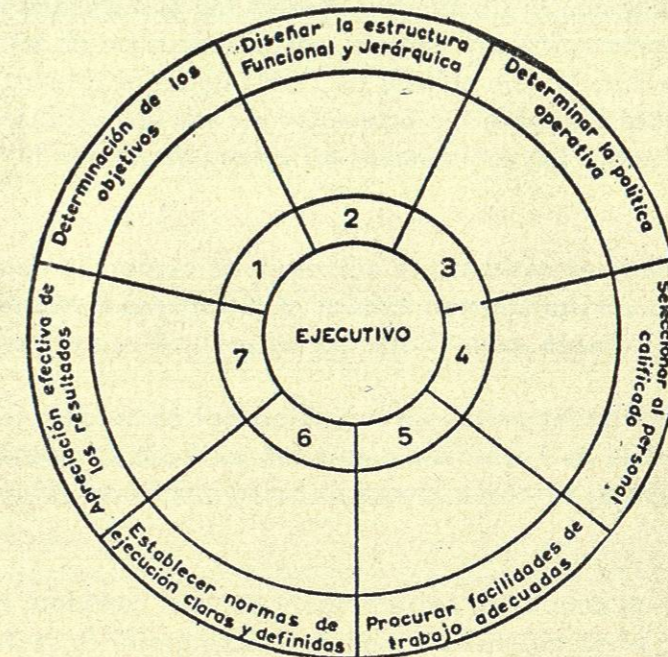 Determinación de los
objetivos
Diseñar la estructura
Funcional y Jerárquica
Determinar la política
operativa
Seleccionar al personal
calificado
Procurar facilidades de
trabajo adecuadas
Establecer normas de
ejecución claras y definidas
Apreciación efectiva de
los resultados
1
2
3
4
5
6
7
EJECUTIVO